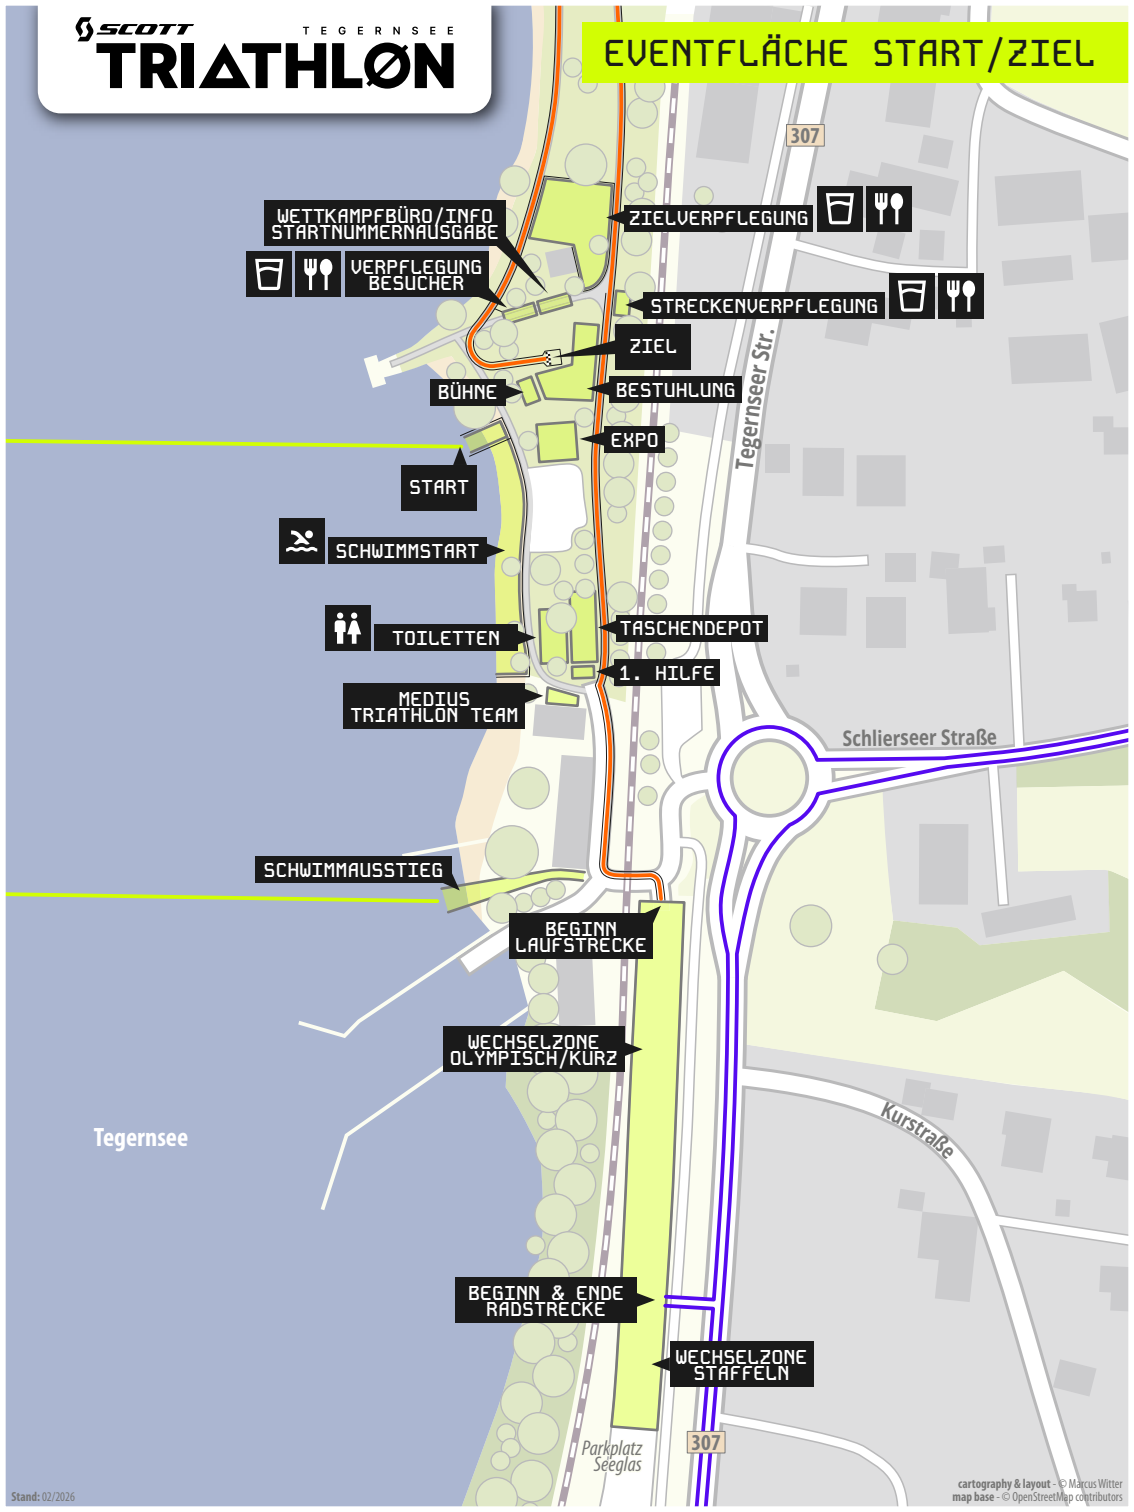 SCOTT
TEGERNSEE
TRIATHLØN
EVENTFLÄCHE START/ZIEL
307
WETTKAMPFBÜRO/INFO
STARTNUMMERNAUSGABE
ZIELVERPFLEGUNG
VERPFLEGUNG
BESUCHER
STRECKENVERPFLEGUNG
ZIEL
Tegernseer Str.
BÜHNE
BESTUHLUNG
EXPO
START
SCHWIMMSTART
TOILETTEN
TASCHENDEPOT
1. HILFE
MEDIUS
TRIATHLON TEAM
Schlierseer Straße
SCHWIMMAUSSTIEG
BEGINN
LAUFSTRECKE
WECHSELZONE
OLYMPISCH/KURZ
Kurstraße
Tegernsee
BEGINN & ENDE
RADSTRECKE
WECHSELZONE
STAFFELN
307
Parkplatz
Seeglas
Stand: 02/2026
cartography & layout - © Marcus Witter
map base - © OpenStreetMap contributors